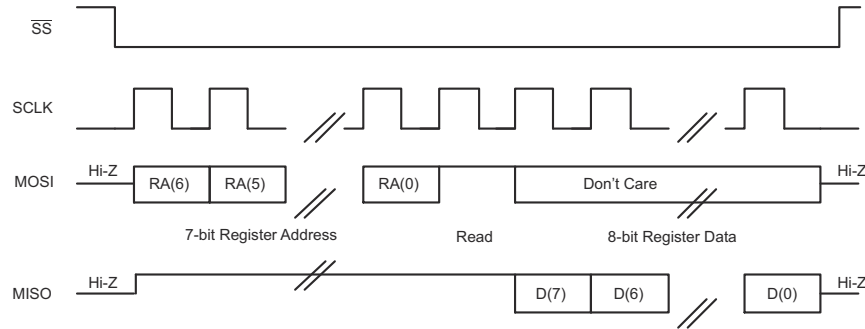 SS
SCLK
Hi-Z
Hi-Z
MOSI
RA(6)
RA(5)
RA(0)
Don't Care
7-bit Register Address
Read
8-bit Register Data
Hi-Z
Hi-Z
MISO
D(7)
D(6)
D(0)